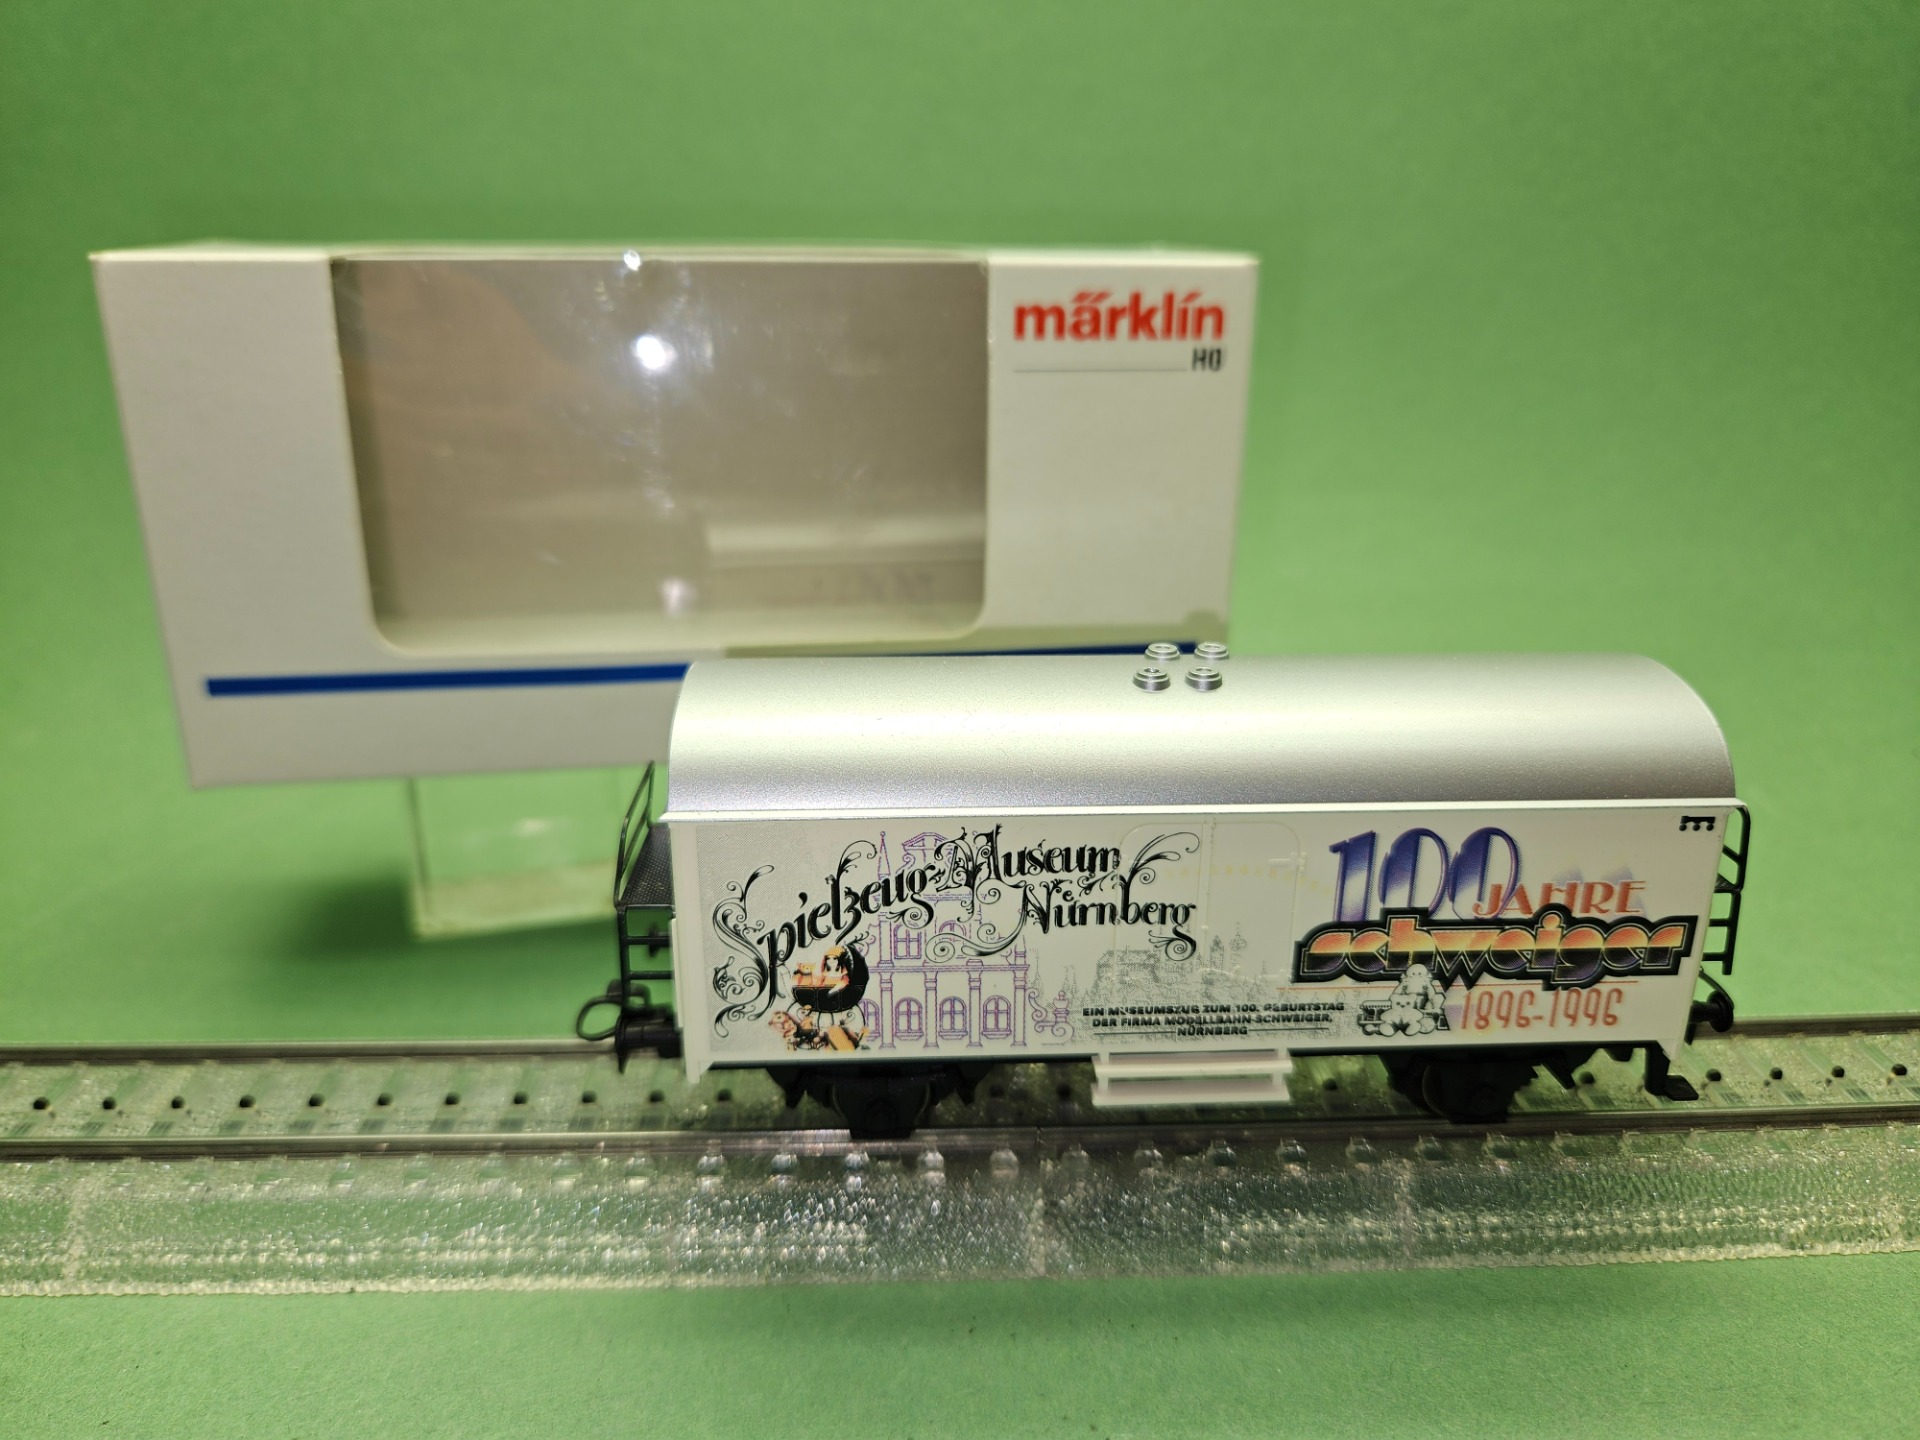 märklin
H0
Spielzeug-Museum
Nürnberg
100
JAHRE
schweiger
1896-1996
EIN MUSEUMSZUG ZUM 100. GEBURTSTAG
DER FIRMA MODELLBAHN-SCHWEIGER,
NÜRNBERG